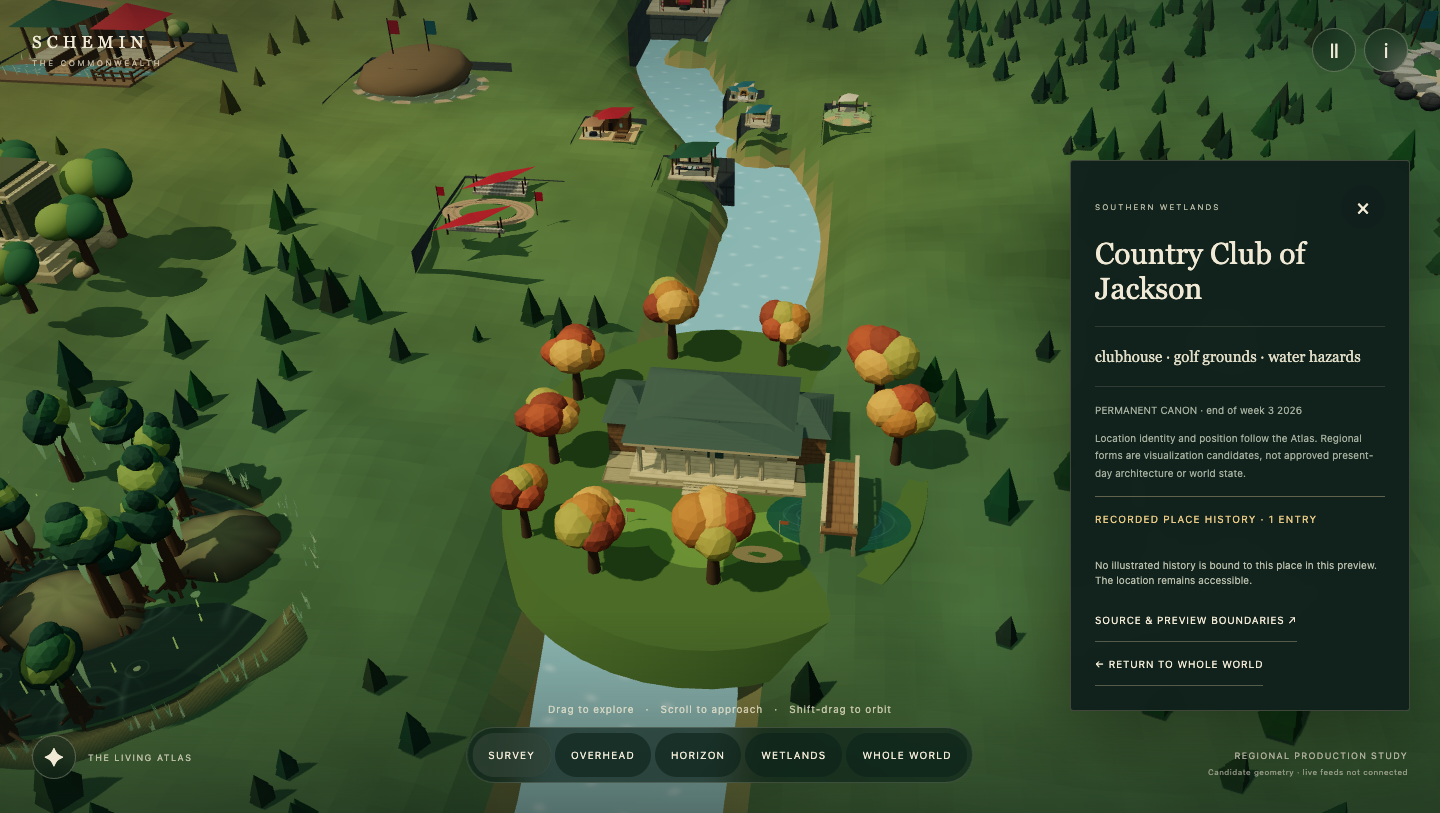 SCHEMIN
THE COMMONWEALTH
SOUTHERN WETLANDS
Country Club of
Jackson
clubhouse · golf grounds · water hazards
PERMANENT CANON · end of week 3 2026
Location identity and position follow the Atlas. Regional
forms are visualization candidates, not approved present-
day architecture or world state.
RECORDED PLACE HISTORY · 1 ENTRY
No illustrated history is bound to this place in this preview.
The location remains accessible.
SOURCE & PREVIEW BOUNDARIES ↗
← RETURN TO WHOLE WORLD
Drag to explore · Scroll to approach · Shift-drag to orbit
THE LIVING ATLAS
SURVEY
OVERHEAD
HORIZON
WETLANDS
WHOLE WORLD
REGIONAL PRODUCTION STUDY
Candidate geometry · live feeds not connected